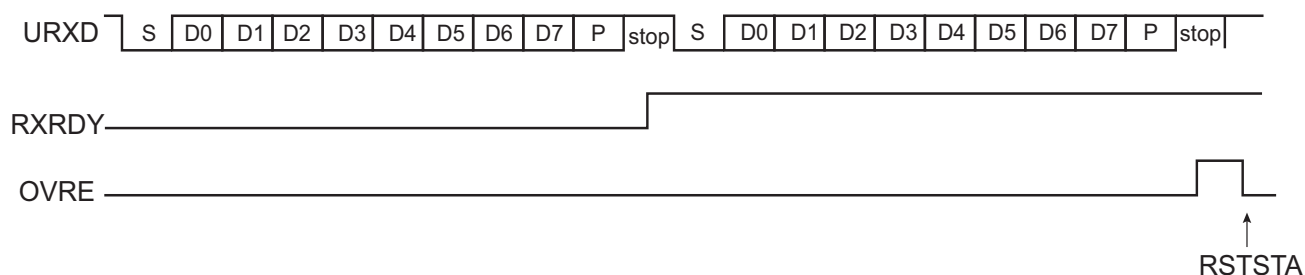 URXD S D0 D1 D2 D3 D4 D5 D6 D7 P stop S D0 D1 D2 D3 D4 D5 D6 D7 P stop
RXRDY
OVRE
RSTSTA